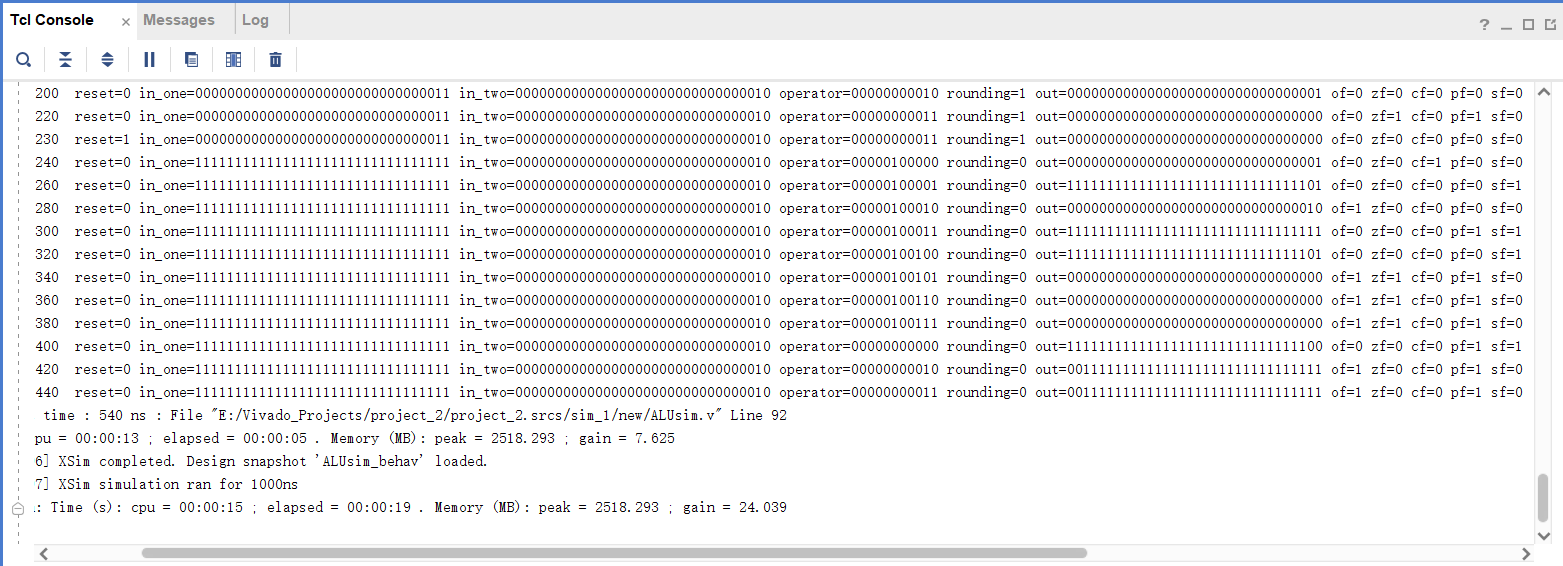 Tcl Console × Messages Log
? _
200 reset=0 in_one=00000000000000000000000000000011 in_two=00000000000000000000000000000010 operator=00000000010 rounding=1 out=00000000000000000000000000000001 of=0 zf=0 cf=0 pf=0 sf=0
220 reset=0 in_one=00000000000000000000000000000011 in_two=00000000000000000000000000000010 operator=00000000011 rounding=1 out=00000000000000000000000000000000 of=0 zf=1 cf=0 pf=1 sf=0
230 reset=1 in_one=00000000000000000000000000000011 in_two=00000000000000000000000000000010 operator=00000000011 rounding=1 out=00000000000000000000000000000000 of=0 zf=0 cf=0 pf=0 sf=0
240 reset=0 in_one=11111111111111111111111111111111 in_two=00000000000000000000000000000010 operator=00000100000 rounding=0 out=00000000000000000000000000000001 of=0 zf=0 cf=1 pf=0 sf=0
260 reset=0 in_one=11111111111111111111111111111111 in_two=00000000000000000000000000000010 operator=00000100001 rounding=0 out=11111111111111111111111111111101 of=0 zf=0 cf=0 pf=0 sf=1
280 reset=0 in_one=11111111111111111111111111111111 in_two=00000000000000000000000000000010 operator=00000100010 rounding=0 out=00000000000000000000000000000010 of=1 zf=0 cf=0 pf=0 sf=0
300 reset=0 in_one=11111111111111111111111111111111 in_two=00000000000000000000000000000010 operator=00000100011 rounding=0 out=11111111111111111111111111111111 of=0 zf=0 cf=0 pf=1 sf=1
320 reset=0 in_one=11111111111111111111111111111111 in_two=00000000000000000000000000000010 operator=00000100100 rounding=0 out=11111111111111111111111111111101 of=0 zf=0 cf=0 pf=0 sf=1
340 reset=0 in_one=11111111111111111111111111111111 in_two=00000000000000000000000000000010 operator=00000100101 rounding=0 out=00000000000000000000000000000000 of=1 zf=1 cf=0 pf=1 sf=0
360 reset=0 in_one=11111111111111111111111111111111 in_two=00000000000000000000000000000010 operator=00000100110 rounding=0 out=00000000000000000000000000000000 of=1 zf=1 cf=0 pf=1 sf=0
380 reset=0 in_one=11111111111111111111111111111111 in_two=00000000000000000000000000000010 operator=00000100111 rounding=0 out=00000000000000000000000000000000 of=1 zf=1 cf=0 pf=1 sf=0
400 reset=0 in_one=11111111111111111111111111111111 in_two=00000000000000000000000000000010 operator=00000000000 rounding=0 out=11111111111111111111111111111100 of=0 zf=0 cf=0 pf=1 sf=1
420 reset=0 in_one=11111111111111111111111111111111 in_two=00000000000000000000000000000010 operator=00000000010 rounding=0 out=00111111111111111111111111111111 of=1 zf=0 cf=0 pf=1 sf=0
440 reset=0 in_one=11111111111111111111111111111111 in_two=00000000000000000000000000000010 operator=00000000011 rounding=0 out=00111111111111111111111111111111 of=1 zf=0 cf=0 pf=1 sf=0
time : 540 ns : File "E:/Vivado_Projects/project_2/project_2.srcs/sim_1/new/ALUsim.v" Line 92
pu = 00:00:13 ; elapsed = 00:00:05 . Memory (MB): peak = 2518.293 ; gain = 7.625
6] XSim completed. Design snapshot 'ALUsim_behav' loaded.
7] XSim simulation ran for 1000ns
: Time (s): cpu = 00:00:15 ; elapsed = 00:00:19 . Memory (MB): peak = 2518.293 ; gain = 24.039